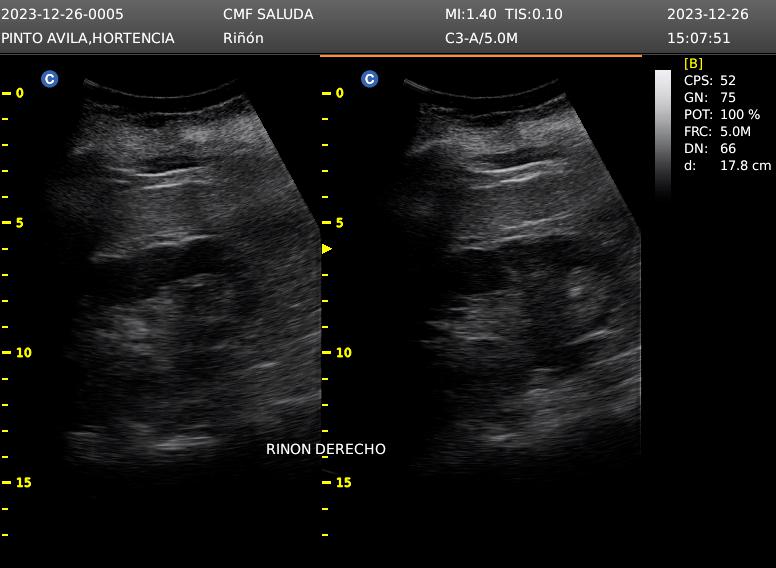 2023-12-26-0005 CMF SALUDA MI:1.40 TIS:0.10 2023-12-26
PINTO AVILA,HORTENCIA Riñón C3-A/5.0M 15:07:51
C C
[B]
CPS: 52
GN: 75
POT: 100 %
FRC: 5.0M
DN: 66
d: 17.8 cm
0 0
5 5
10 10
RINON DERECHO
15 15